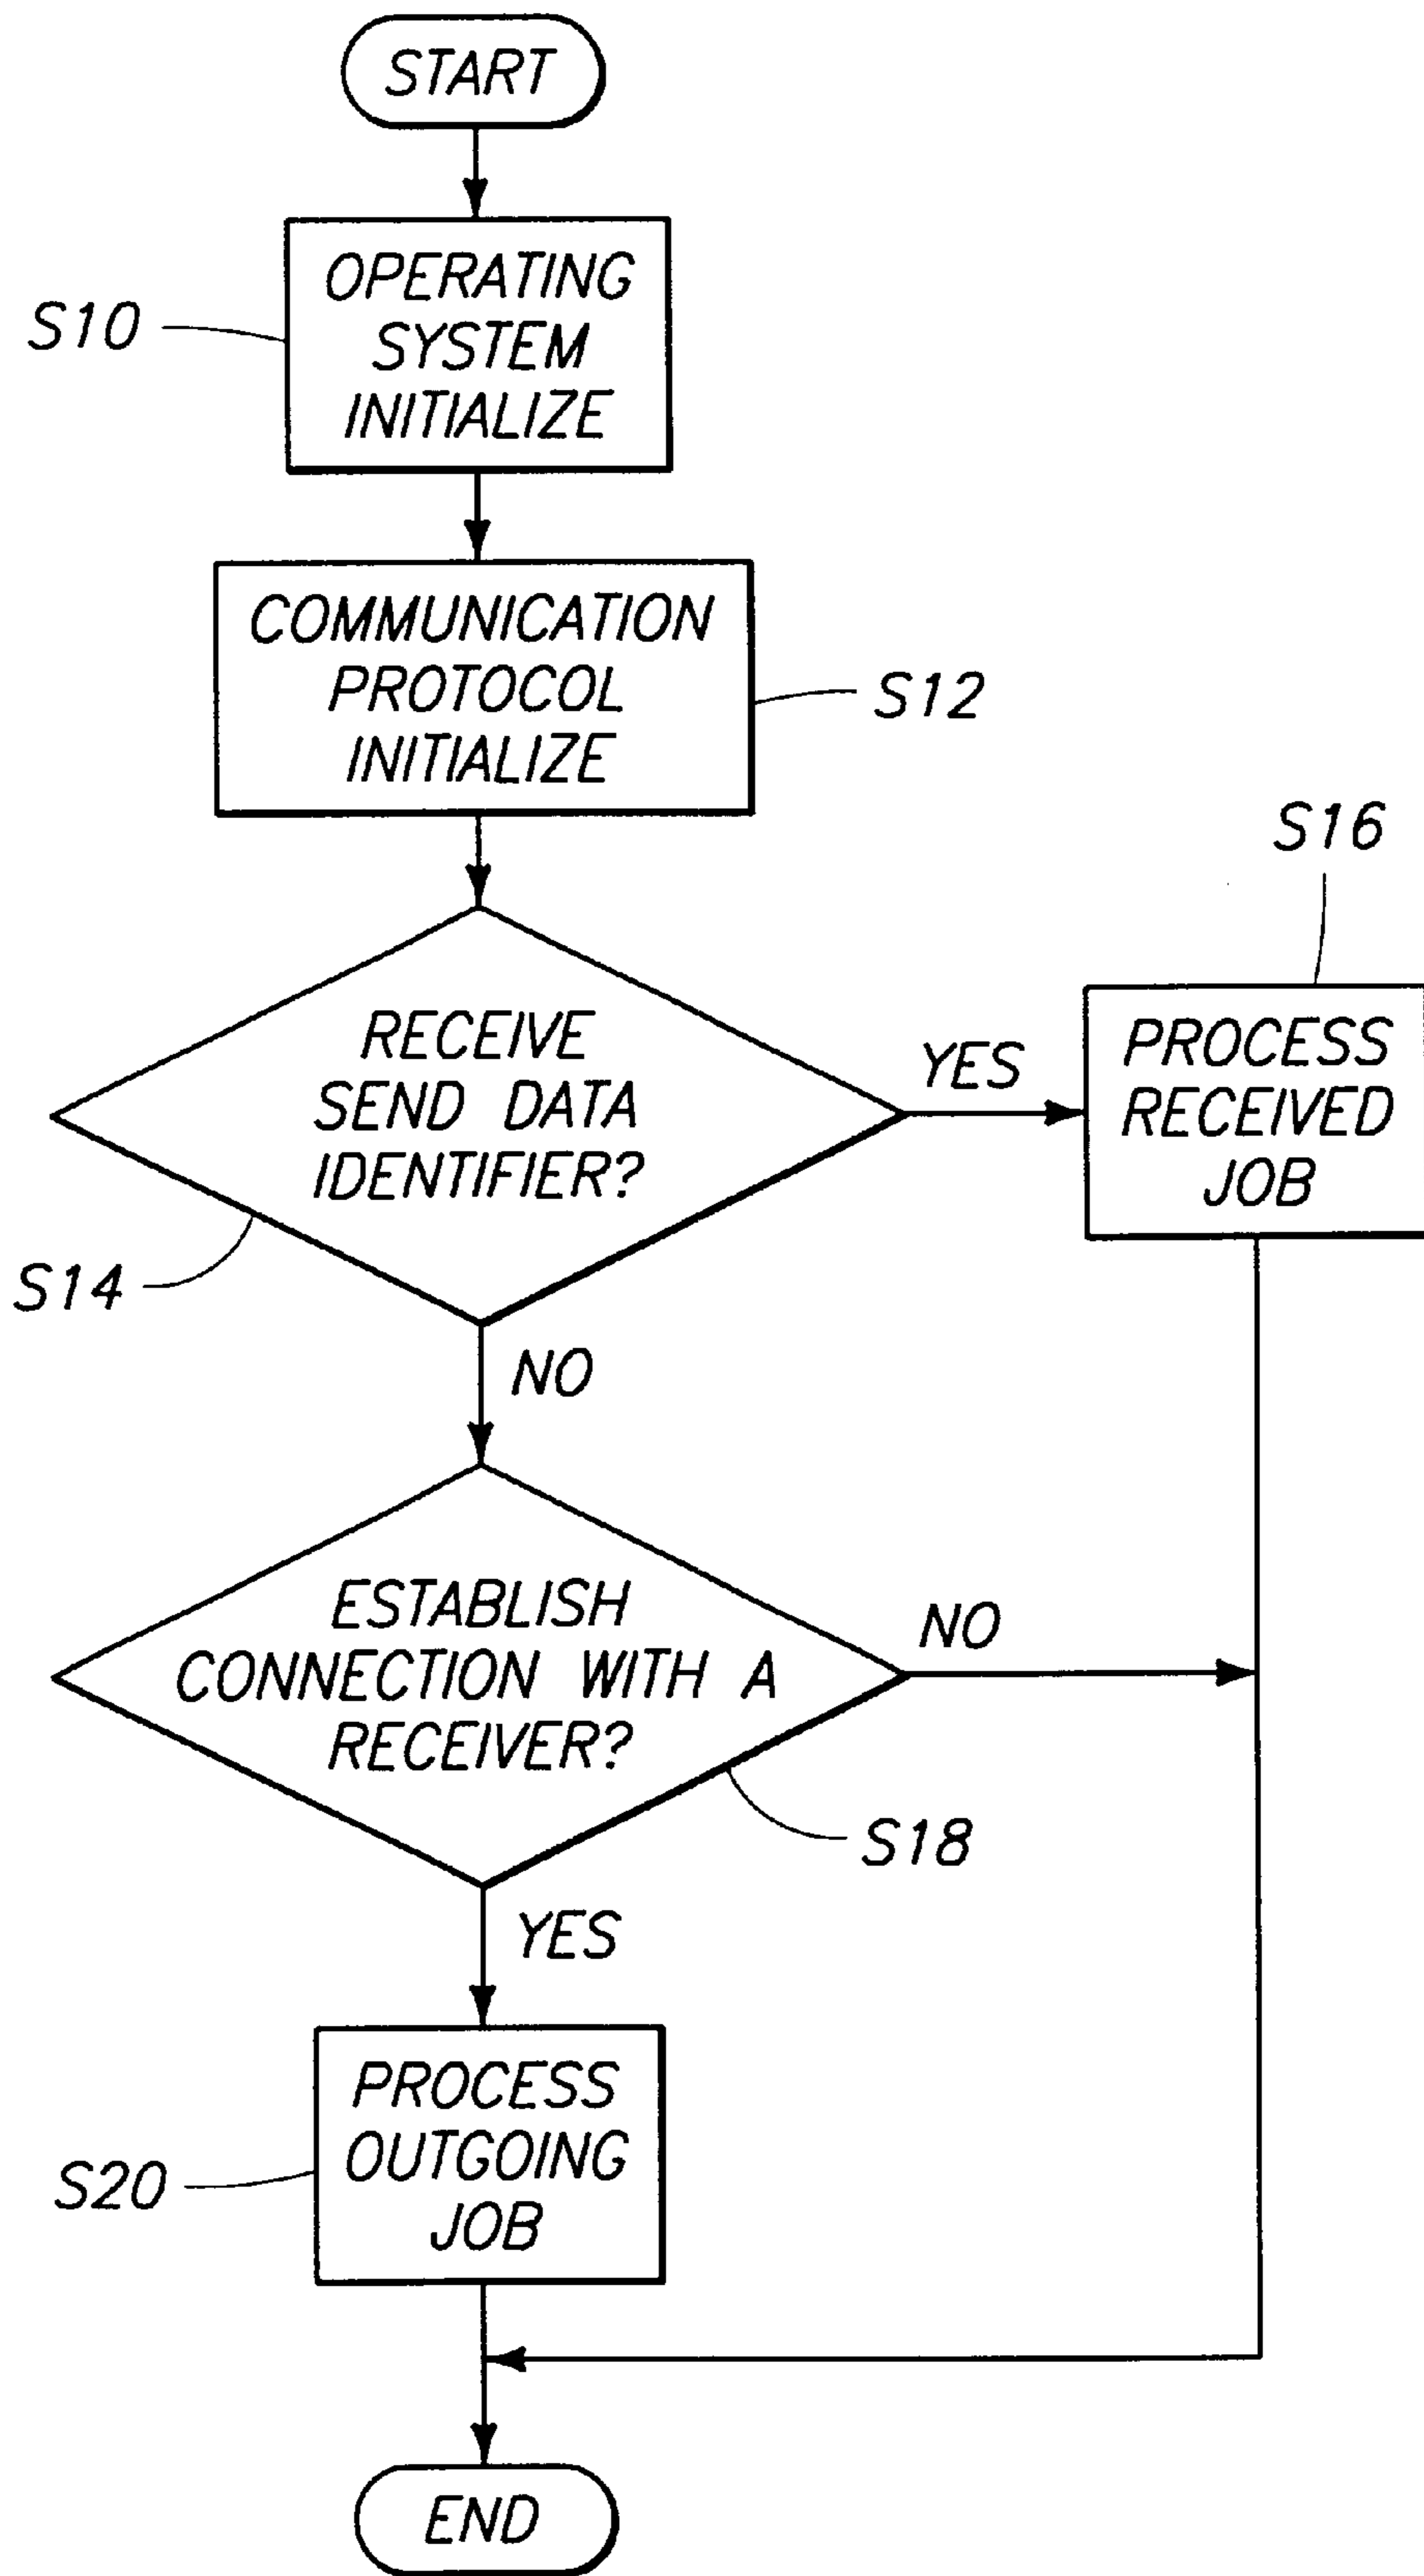 START
S10
OPERATING
SYSTEM
INITIALIZE
COMMUNICATION
PROTOCOL
INITIALIZE
S12
S16
RECEIVE
SEND DATA
IDENTIFIER?
YES
PROCESS
RECEIVED
JOB
S14
NO
ESTABLISH
CONNECTION WITH A
RECEIVER?
NO
S18
YES
PROCESS
OUTGOING
JOB
S20
END